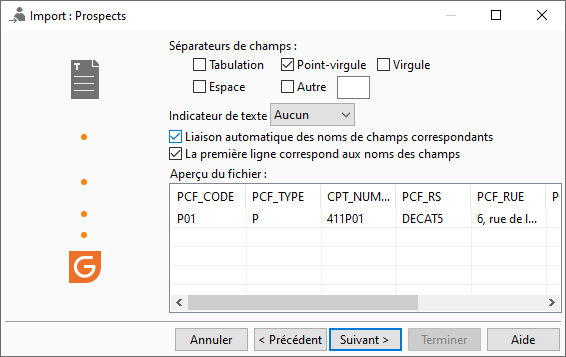 Import : Prospects
Séparateurs de champs :
Tabulation Point-virgule Virgule
Espace Autre
Indicateur de texte Aucun
Liaison automatique des noms de champs correspondants
La première ligne correspond aux noms des champs
Aperçu du fichier :
PCF_CODE PCF_TYPE CPT_NUM... PCF_RS PCF_RUE
P01 P 411P01 DECAT5 6, rue de l...
Annuler < Précédent Suivant > Terminer Aide